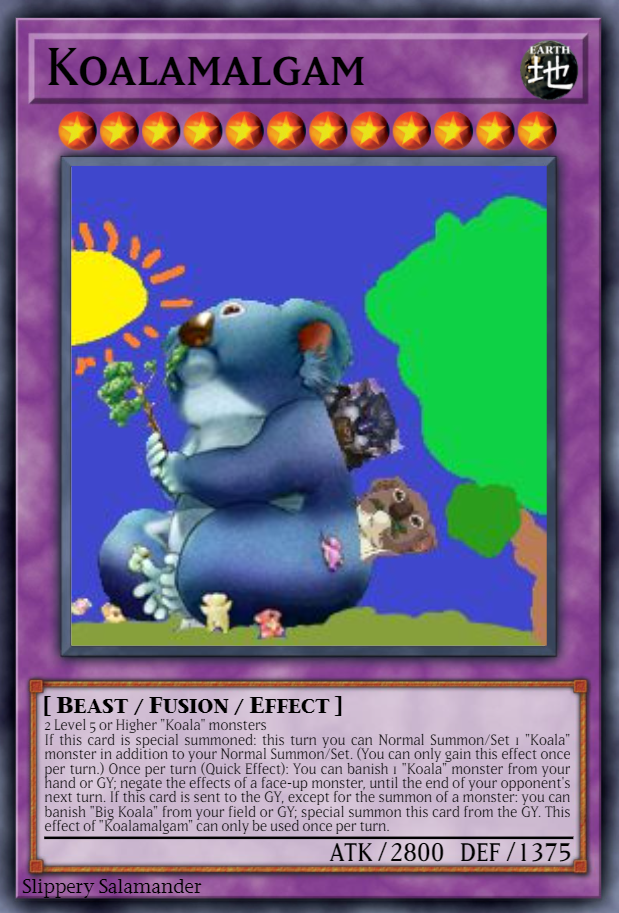 Koalamalgam
EARTH
地
[ Beast / Fusion / Effect ]
2 Level 5 or Higher "Koala" monsters
If this card is special summoned: this turn you can Normal Summon/Set 1 "Koala"
monster in addition to your Normal Summon/Set. (You can only gain this effect once
per turn.) Once per turn (Quick Effect): You can banish 1 "Koala" monster from your
hand or GY; negate the effects of a face-up monster, until the end of your opponent's
next turn. If this card is sent to the GY, except for the summon of a monster: you can
banish "Big Koala" from your field or GY; special summon this card from the GY. This
effect of "Koalamalgam" can only be used once per turn.
ATK / 2800 DEF / 1375
Slippery Salamander